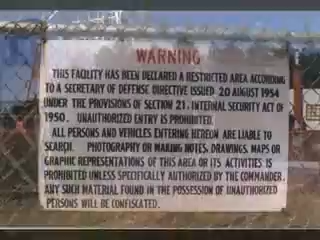 WARNING
THIS FACILITY HAS BEEN DECLARED A RESTRICTED AREA ACCORDING
TO A SECRETARY OF DEFENSE DIRECTIVE ISSUED 20 AUGUST 1954
UNDER THE PROVISIONS OF SECTION 21, INTERNAL SECURITY ACT OF
1950. UNAUTHORIZED ENTRY IS PROHIBITED.
ALL PERSONS AND VEHICLES ENTERING HEREON ARE LIABLE TO
SEARCH. PHOTOGRAPHY OR MAKING NOTES, DRAWINGS, MAPS OR
GRAPHIC REPRESENTATIONS OF THIS AREA OR ITS ACTIVITIES IS
PROHIBITED UNLESS SPECIFICALLY AUTHORIZED BY THE COMMANDER.
ANY SUCH MATERIAL FOUND IN THE POSSESSION OF UNAUTHORIZED
PERSONS WILL BE CONFISCATED.